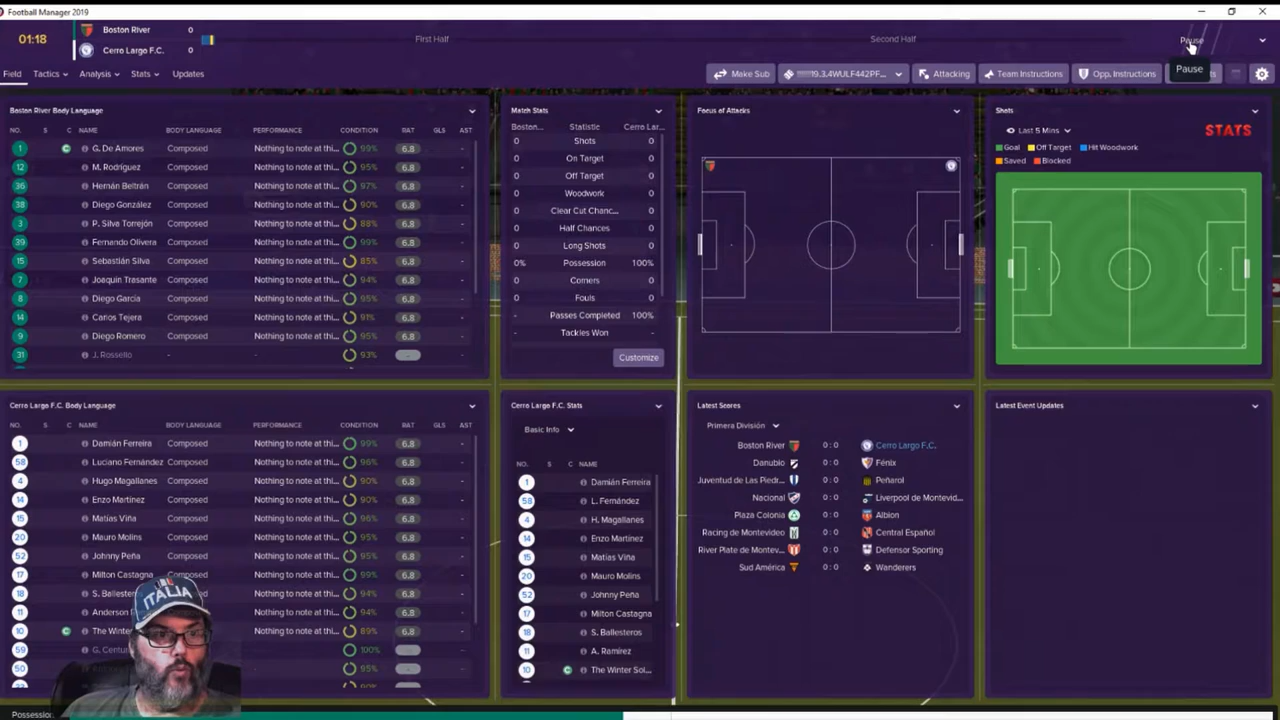 Football Manager 2019
01:18
Boston River 0
Cerro Largo F.C. 0
First Half
Second Half
Pause
Pause
Field
Tactics
Analysis
Stats
Updates
Make Sub
Attacking
Team Instructions
Opp. Instructions
Boston River Body Language
NO. S C NAME BODY LANGUAGE PERFORMANCE CONDITION RAT GLS AST
1 C G. De Amores Composed Nothing to note at thi... 99% 6.8 -
12 M. Rodríguez Composed Nothing to note at thi... 95% 6.8 -
36 Hernán Beltrán Composed Nothing to note at thi... 97% 6.8 -
38 Diego González Composed Nothing to note at thi... 90% 6.8 -
3 P. Silva Torrejón Composed Nothing to note at thi... 88% 6.8 -
39 Fernando Olivera Composed Nothing to note at thi... 99% 6.8 -
15 Sebastián Silva Composed Nothing to note at thi... 85% 6.8 -
7 Joaquín Trasante Composed Nothing to note at thi... 94% 6.8 -
8 Diego García Composed Nothing to note at thi... 95% 6.8 -
14 Carlos Tejera Composed Nothing to note at thi... 91% 6.8 -
9 Diego Romero Composed Nothing to note at thi... 95% 6.8 -
31 J. Rossello - - 93% -
Match Stats
Boston... Statistic Cerro Lar...
0 Shots 0
0 On Target 0
0 Off Target 0
0 Woodwork 0
0 Clear Cut Chanc... 0
0 Half Chances 0
0 Long Shots 0
0% Possession 100%
0 Corners 0
0 Fouls 0
- Passes Completed 100%
- Tackles Won -
Customize
Focus of Attacks
Shots
Last 5 Mins
STATS
Goal Off Target Hit Woodwork
Saved Blocked
Cerro Largo F.C. Body Language
NO. S C NAME BODY LANGUAGE PERFORMANCE CONDITION RAT GLS AST
1 Damián Ferreira Composed Nothing to note at thi... 99% 6.8 -
58 Luciano Fernández Composed Nothing to note at thi... 96% 6.8 -
4 Hugo Magallanes Composed Nothing to note at thi... 90% 6.8 -
14 Enzo Martínez Composed Nothing to note at thi... 90% 6.8 -
15 Matías Viña Composed Nothing to note at thi... 96% 6.8 -
20 Mauro Molins Composed Nothing to note at thi... 95% 6.8 -
52 Johnny Peña Composed Nothing to note at thi... 95% 6.8 -
17 Milton Castagna Composed Nothing to note at thi... 99% 6.8 -
18 S. Ballesteros Composed Nothing to note at thi... 94% 6.8 -
11 Anderson Composed Nothing to note at thi... 94% 6.8 -
10 C The Winter Composed Nothing to note at thi... 89% 6.8 -
59 G. Centur 100% -
50 95% -
ITALIA
Cerro Largo F.C. Stats
Basic Info
NO. S C NAME
1 Damián Ferreira
58 L. Fernández
4 H. Magallanes
14 Enzo Martínez
15 Matías Viña
20 Mauro Molins
52 Johnny Peña
17 Milton Castagna
18 S. Ballesteros
11 A. Ramírez
10 C The Winter Sol...
Latest Scores
Primera División
Boston River 0 : 0 Cerro Largo F.C.
Danubio 0 : 0 Fénix
Juventud de Las Piedr... 0 : 0 Peñarol
Nacional 0 : 0 Liverpool de Montevid...
Plaza Colonia 0 : 0 Albion
Racing de Montevideo 0 : 0 Central Español
River Plate de Montev... 0 : 0 Defensor Sporting
Sud América 0 : 0 Wanderers
Latest Event Updates
Possession